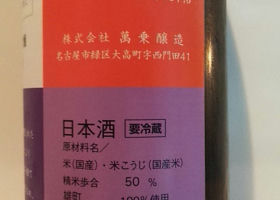 株式会社 萬乗醸造
名古屋市緑区大高町字西門田41
日本酒 要冷蔵
原材料名／
米(国産)・米こうじ(国産米)
精米歩合 50 %
雄町 100%使用